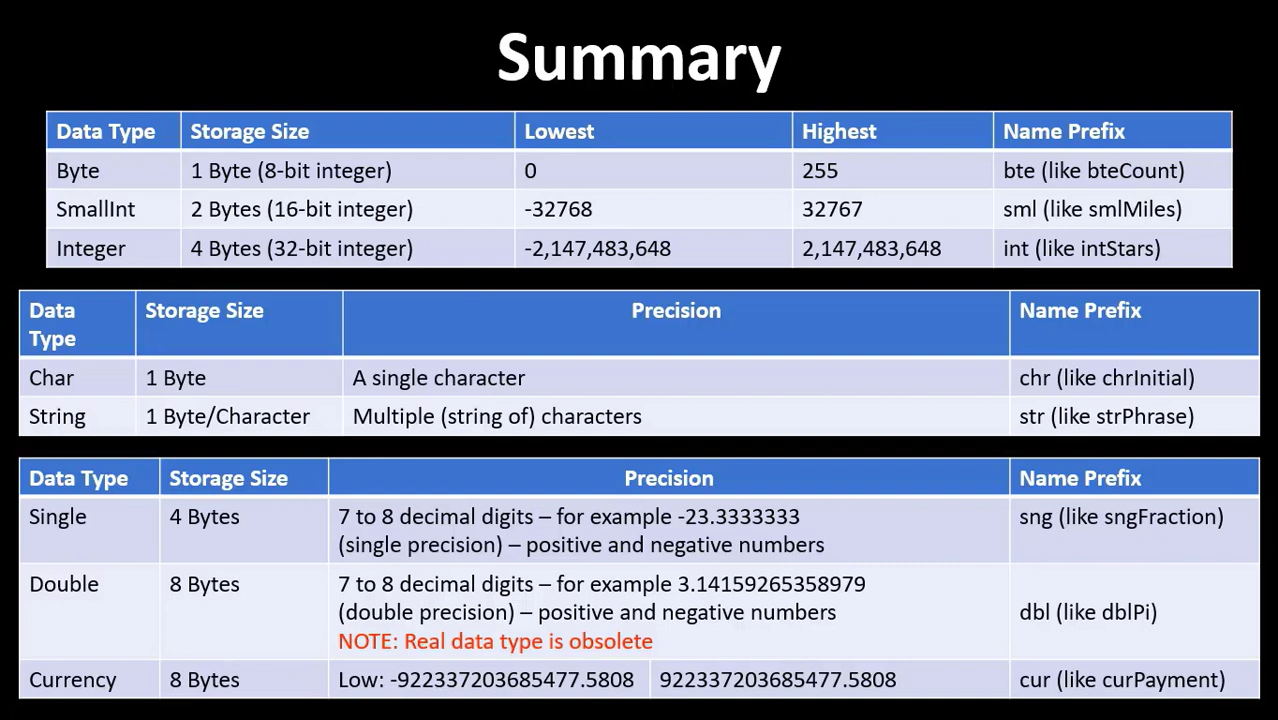 Summary
Data Type Storage Size Lowest Highest Name Prefix
Byte 1 Byte (8-bit integer) 0 255 bte (like bteCount)
SmallInt 2 Bytes (16-bit integer) -32768 32767 sml (like smlMiles)
Integer 4 Bytes (32-bit integer) -2,147,483,648 2,147,483,648 int (like intStars)
Data Type Storage Size Precision Name Prefix
Char 1 Byte A single character chr (like chrInitial)
String 1 Byte/Character Multiple (string of) characters str (like strPhrase)
Data Type Storage Size Precision Name Prefix
Single 4 Bytes 7 to 8 decimal digits – for example -23.3333333 sng (like sngFraction)
(single precision) – positive and negative numbers
Double 8 Bytes 7 to 8 decimal digits – for example 3.14159265358979
(double precision) – positive and negative numbers dbl (like dblPi)
NOTE: Real data type is obsolete
Currency 8 Bytes Low: -922337203685477.5808 922337203685477.5808 cur (like curPayment)